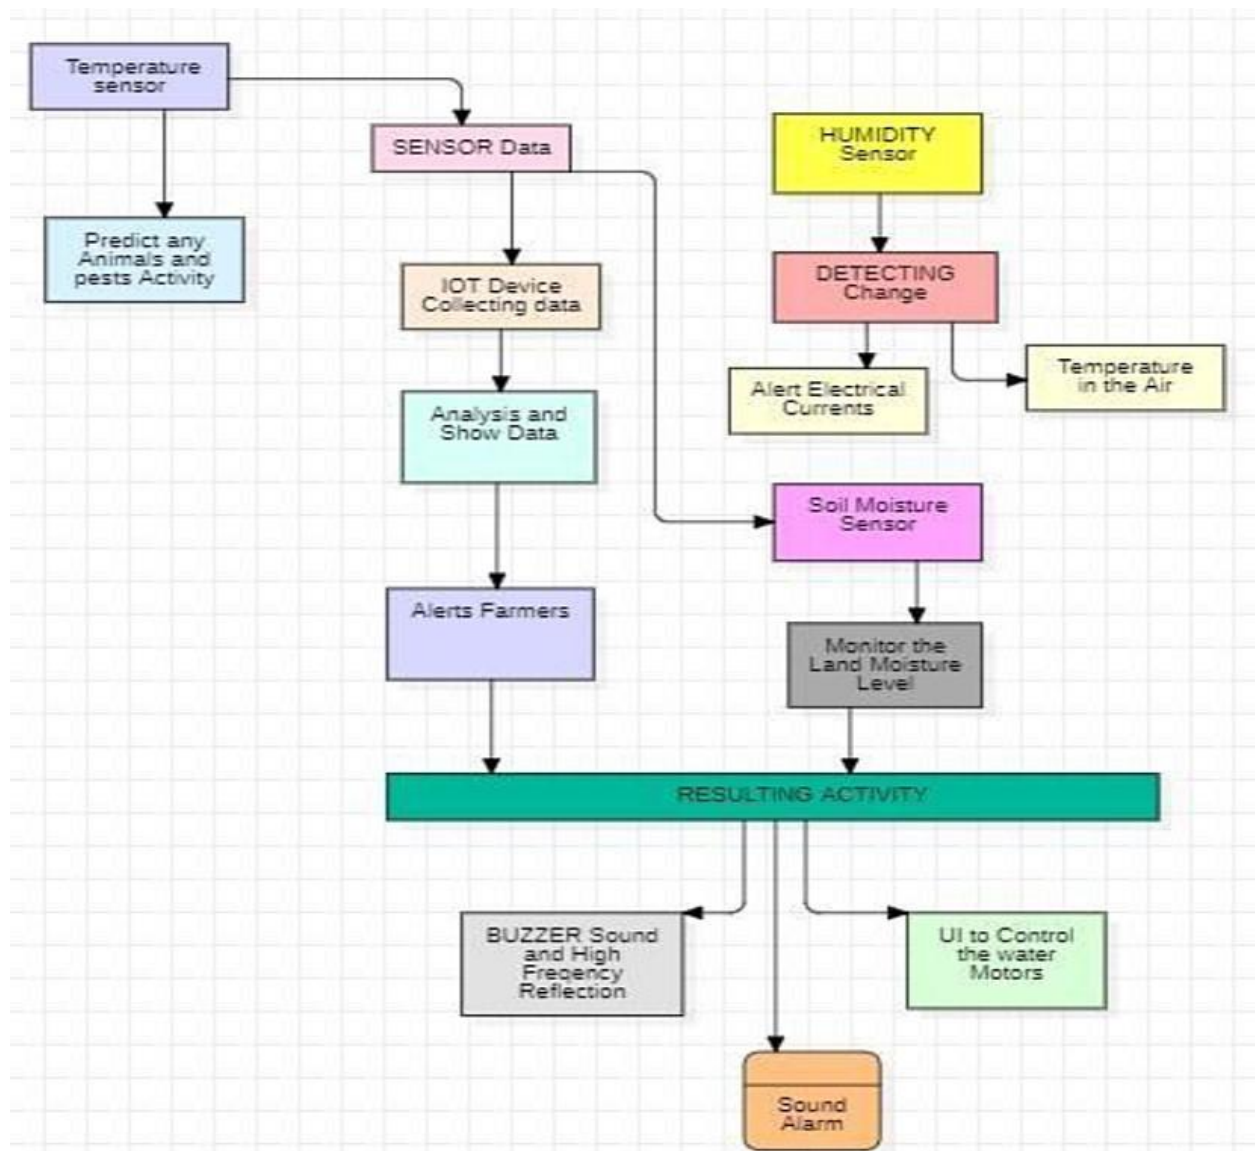 Temperature
sensor
SENSOR Data
HUMIDITY
Sensor
Predict any
Animals and
pests Activity
IOT Device
Collecting data
DETECTING
Change
Temperature
in the Air
Alert Electrical
Currents
Analysis and
Show Data
Soil Moisture
Sensor
Alerts Farmers
Monitor the
Land Moisture
Level
RESULTING ACTIVITY
BUZZER Sound
and High
Freqency
Reflection
UI to Control
the water
Motors
Sound
Alarm